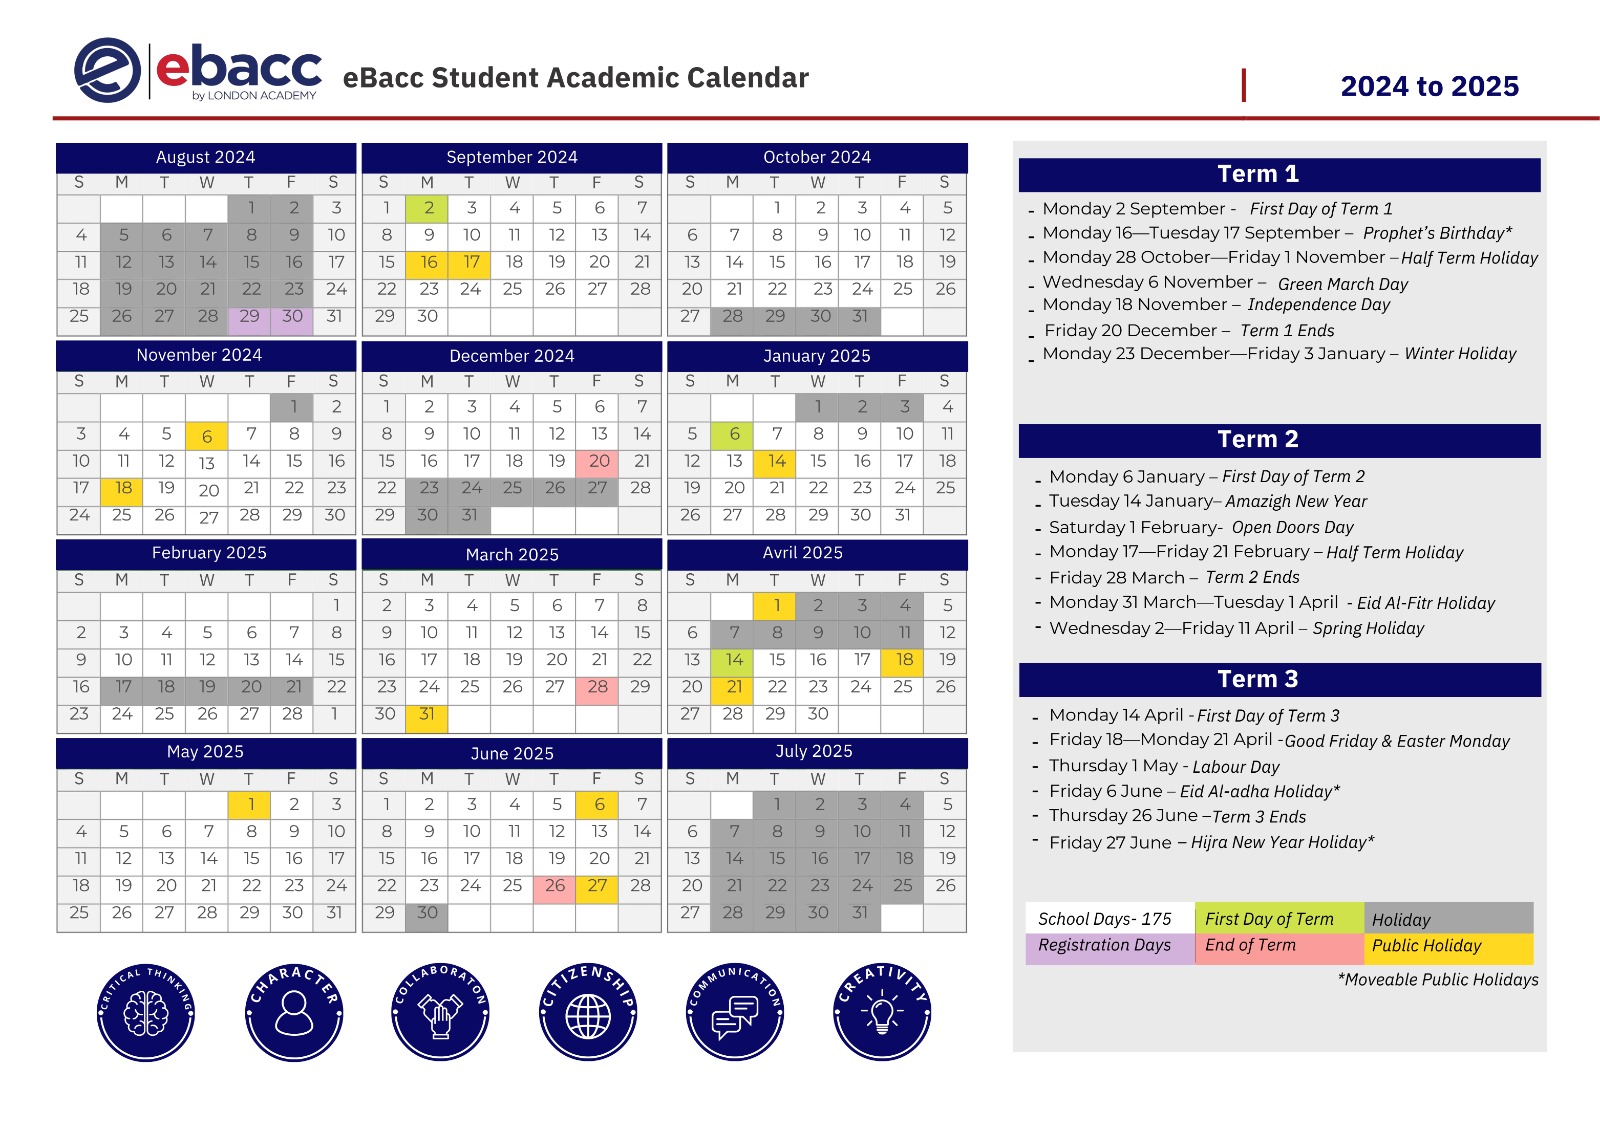 ebacc
by LONDON ACADEMY
eBacc Student Academic Calendar
2024 to 2025
August 2024
S M T W T F S
1 2 3
4 5 6 7 8 9 10
11 12 13 14 15 16 17
18 19 20 21 22 23 24
25 26 27 28 29 30 31
September 2024
S M T W T F S
1 2 3 4 5 6 7
8 9 10 11 12 13 14
15 16 17 18 19 20 21
22 23 24 25 26 27 28
29 30
October 2024
S M T W T F S
1 2 3 4 5
6 7 8 9 10 11 12
13 14 15 16 17 18 19
20 21 22 23 24 25 26
27 28 29 30 31
November 2024
S M T W T F S
1 2
3 4 5 6 7 8 9
10 11 12 13 14 15 16
17 18 19 20 21 22 23
24 25 26 27 28 29 30
December 2024
S M T W T F S
1 2 3 4 5 6 7
8 9 10 11 12 13 14
15 16 17 18 19 20 21
22 23 24 25 26 27 28
29 30 31
January 2025
S M T W T F S
1 2 3 4
5 6 7 8 9 10 11
12 13 14 15 16 17 18
19 20 21 22 23 24 25
26 27 28 29 30 31
February 2025
S M T W T F S
1
2 3 4 5 6 7 8
9 10 11 12 13 14 15
16 17 18 19 20 21 22
23 24 25 26 27 28 1
March 2025
S M T W T F S
2 3 4 5 6 7 8
9 10 11 12 13 14 15
16 17 18 19 20 21 22
23 24 25 26 27 28 29
30 31
Avril 2025
S M T W T F S
1 2 3 4 5
6 7 8 9 10 11 12
13 14 15 16 17 18 19
20 21 22 23 24 25 26
27 28 29 30
May 2025
S M T W T F S
1 2 3
4 5 6 7 8 9 10
11 12 13 14 15 16 17
18 19 20 21 22 23 24
25 26 27 28 29 30 31
June 2025
S M T W T F S
1 2 3 4 5 6 7
8 9 10 11 12 13 14
15 16 17 18 19 20 21
22 23 24 25 26 27 28
29 30
July 2025
S M T W T F S
1 2 3 4 5
6 7 8 9 10 11 12
13 14 15 16 17 18 19
20 21 22 23 24 25 26
27 28 29 30 31
CRITICAL THINKING
CHARACTER
COLLABORATON
CITIZENSHIP
COMMUNICATION
CREATIVITY
Term 1
- Monday 2 September - First Day of Term 1
- Monday 16—Tuesday 17 September – Prophet's Birthday*
- Monday 28 October—Friday 1 November – Half Term Holiday
- Wednesday 6 November – Green March Day
- Monday 18 November – Independence Day
- Friday 20 December – Term 1 Ends
- Monday 23 December—Friday 3 January – Winter Holiday
Term 2
- Monday 6 January – First Day of Term 2
- Tuesday 14 January– Amazigh New Year
- Saturday 1 February- Open Doors Day
- Monday 17—Friday 21 February – Half Term Holiday
- Friday 28 March – Term 2 Ends
- Monday 31 March—Tuesday 1 April - Eid Al-Fitr Holiday
- Wednesday 2—Friday 11 April – Spring Holiday
Term 3
- Monday 14 April - First Day of Term 3
- Friday 18—Monday 21 April - Good Friday & Easter Monday
- Thursday 1 May - Labour Day
- Friday 6 June – Eid Al-adha Holiday*
- Thursday 26 June – Term 3 Ends
- Friday 27 June – Hijra New Year Holiday*
School Days- 175 First Day of Term Holiday
Registration Days End of Term Public Holiday
*Moveable Public Holidays